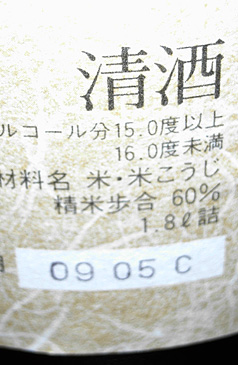 清酒
ルコール分15.0度以上
16.0度未満
材料名 米・米こうじ
精米歩合 60%
1.8ℓ詰
09 05 C